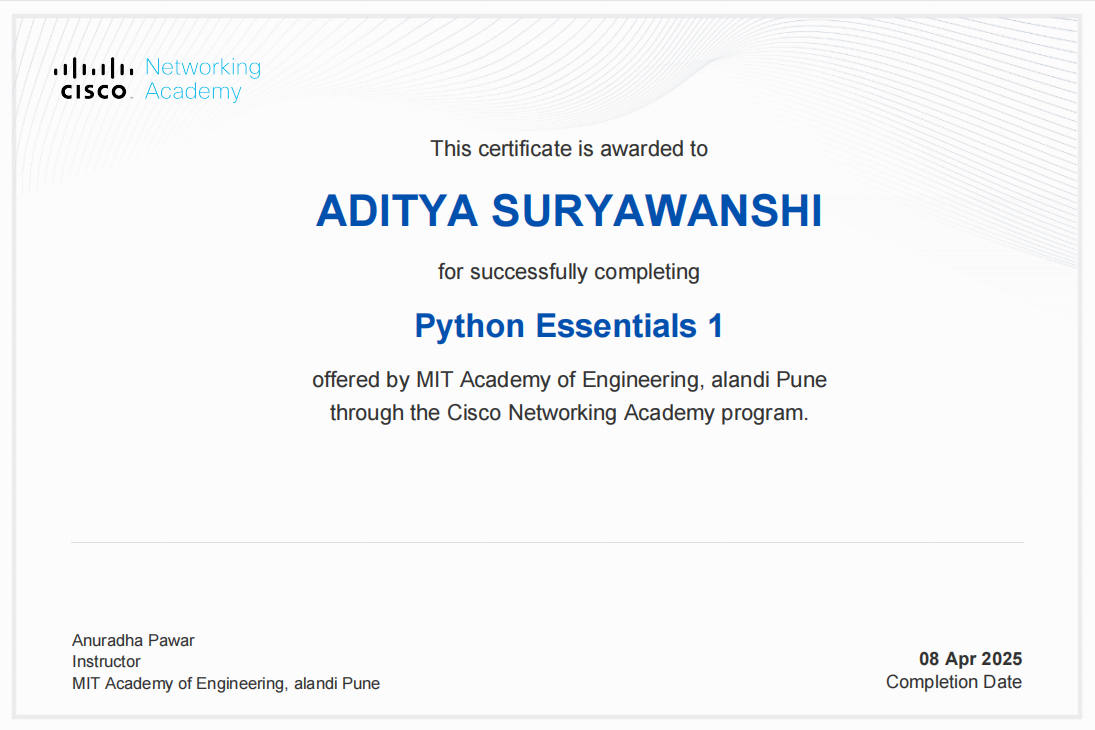 Networking
CISCO Academy
This certificate is awarded to
ADITYA SURYAWANSHI
for successfully completing
Python Essentials 1
offered by MIT Academy of Engineering, alandi Pune
through the Cisco Networking Academy program.
Anuradha Pawar
Instructor
MIT Academy of Engineering, alandi Pune
08 Apr 2025
Completion Date